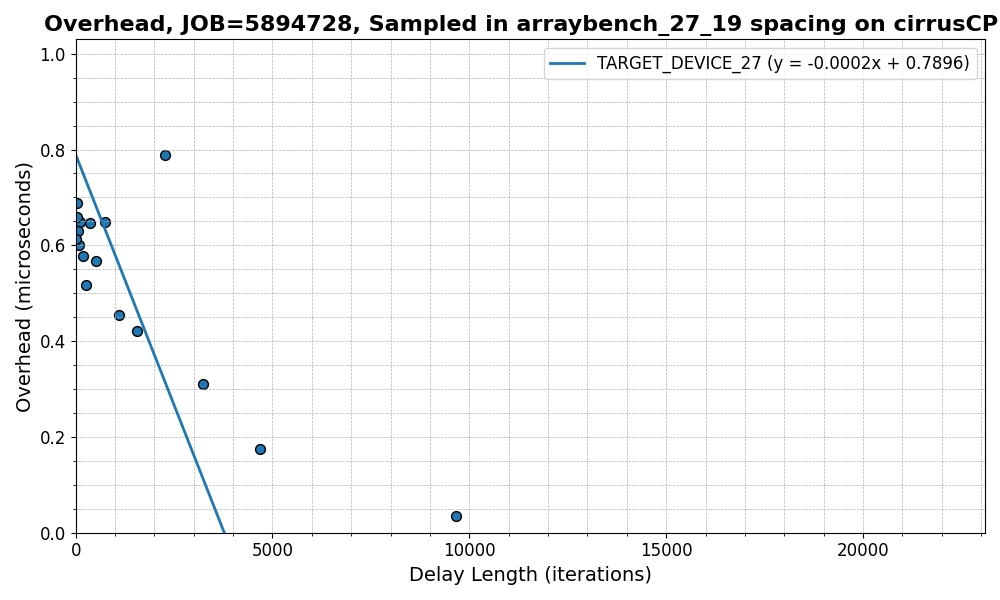 Overhead, JOB=5894728, Sampled in arraybench_27_19 spacing on cirrusCP
TARGET_DEVICE_27 (y = -0.0002x + 0.7896)
1.0
0.8
0.6
0.4
0.2
0.0
Overhead (microseconds)
0 5000 10000 15000 20000
Delay Length (iterations)